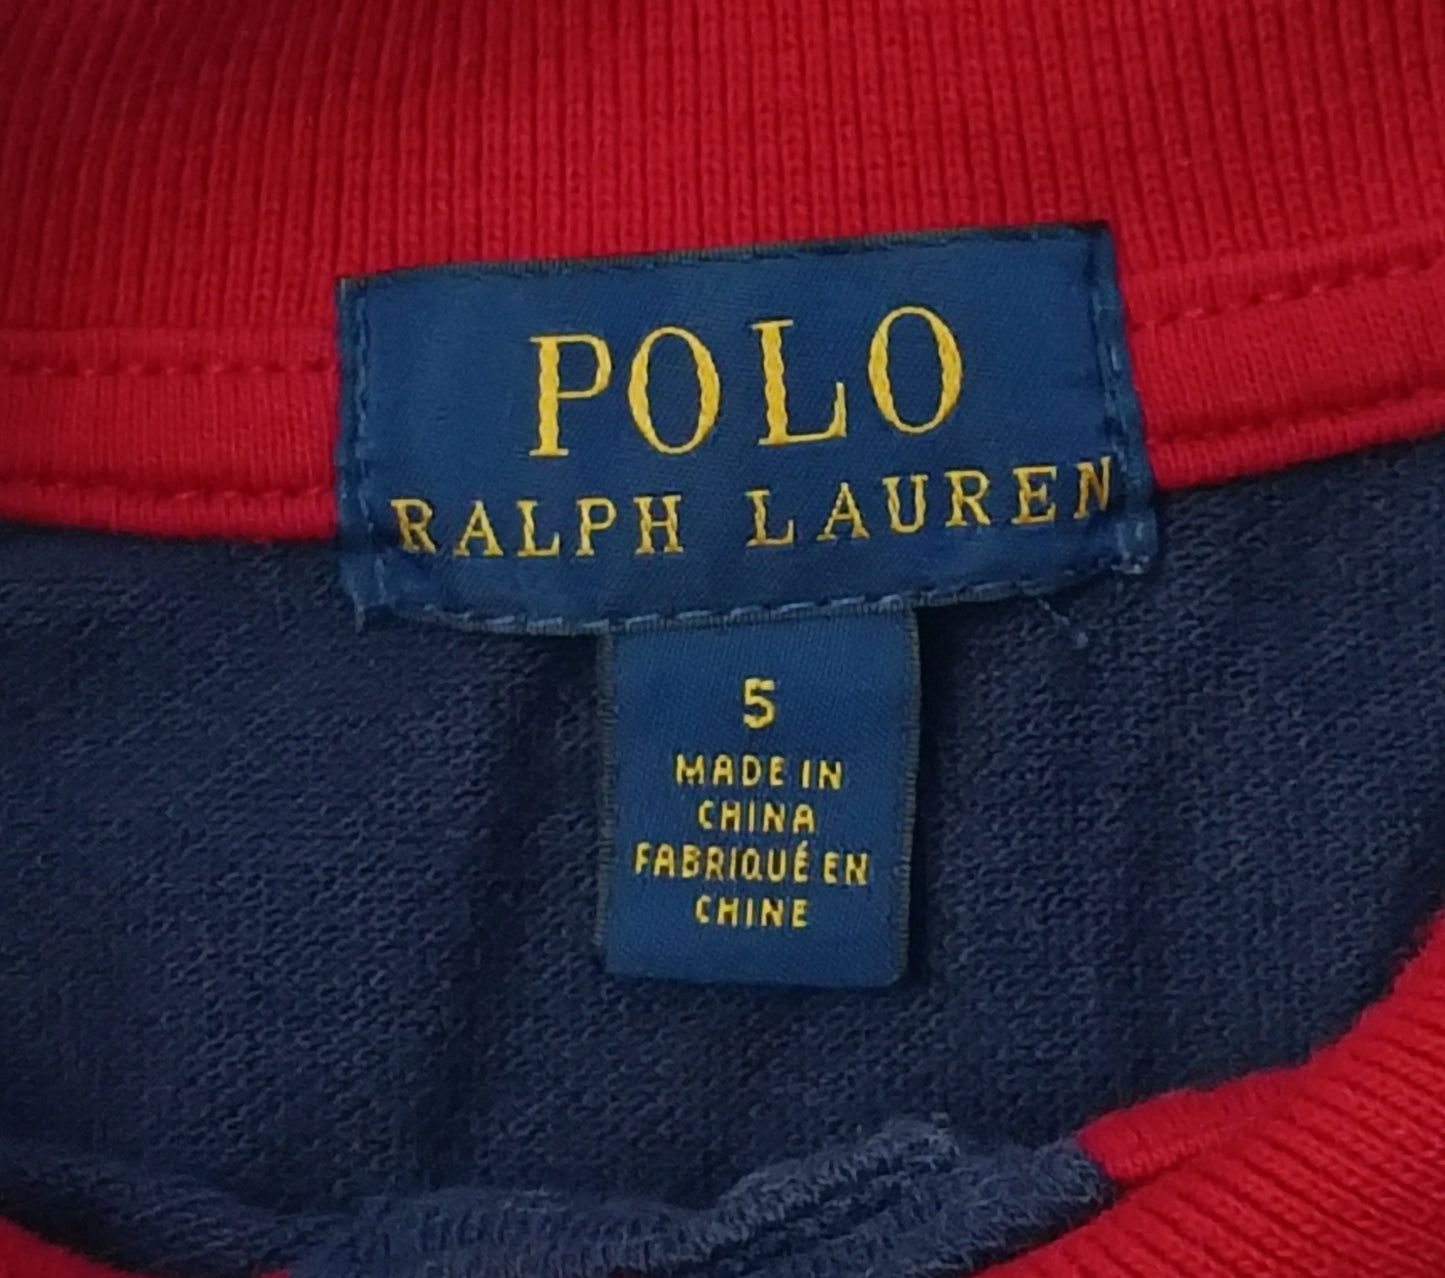 POLO
RALPH LAUREN
5
MADE IN
CHINA
FABRIQUÉ EN
CHINE